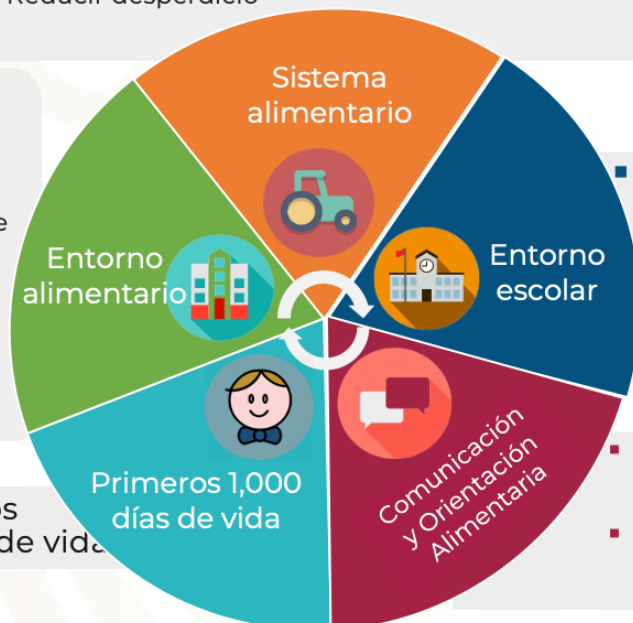 Reducir desperdicio
Sistema
alimentario
Entorno
alimentario
Entorno
escolar
Primeros 1,000
días de vida
Comunicación
y Orientación
Alimentaria
de vida